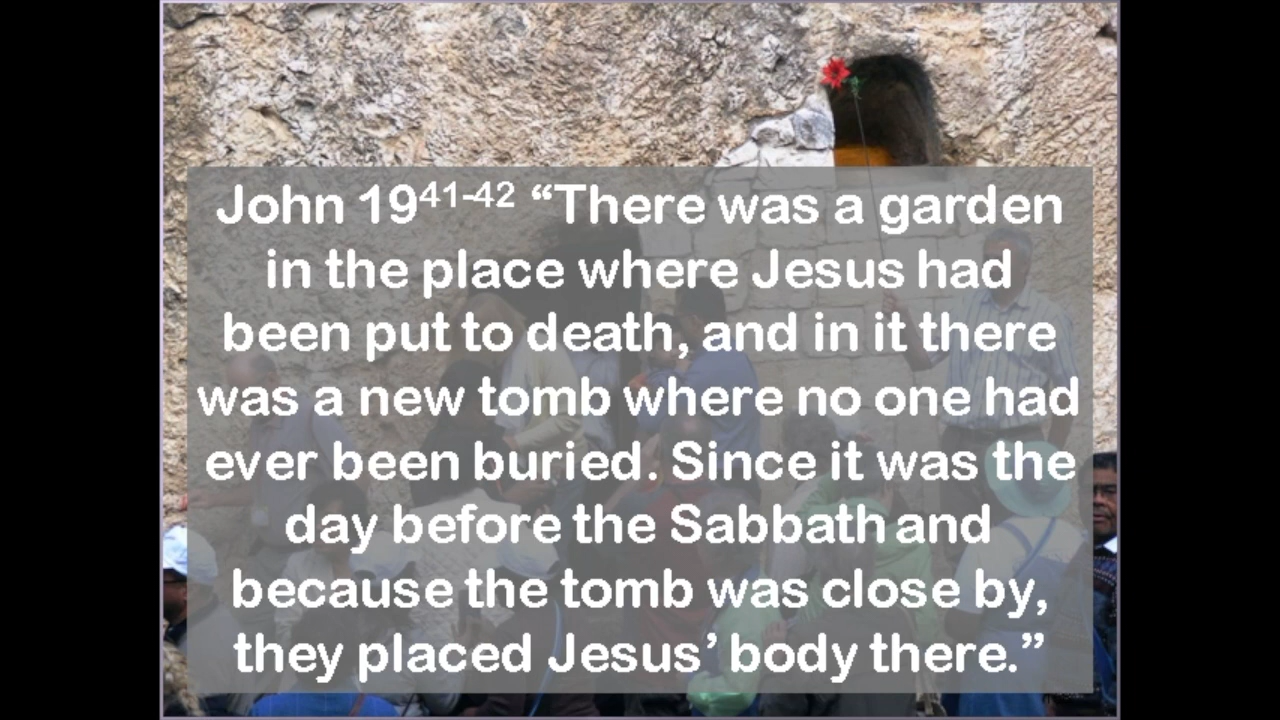 John 19⁴¹⁻⁴² “There was a garden
in the place where Jesus had
been put to death, and in it there
was a new tomb where no one had
ever been buried. Since it was the
day before the Sabbath and
because the tomb was close by,
they placed Jesus’ body there.”